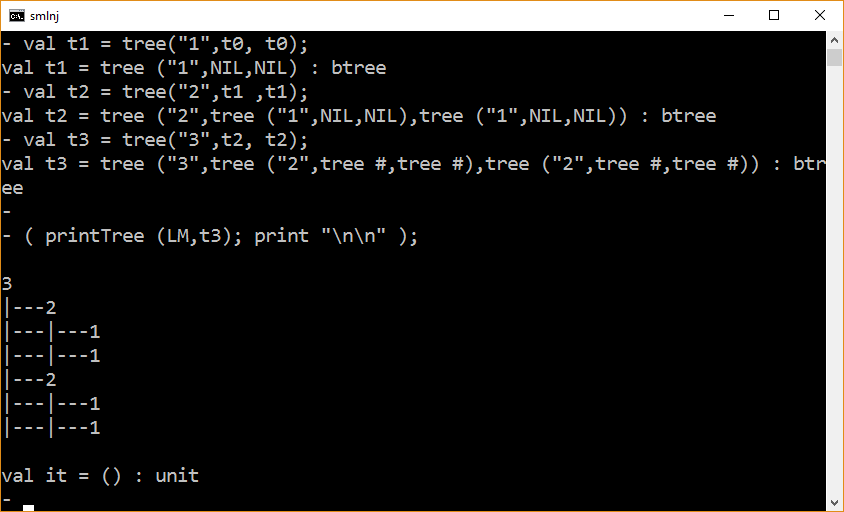 smlnj
- val t1 = tree("1",t0, t0);
val t1 = tree ("1",NIL,NIL) : btree
- val t2 = tree("2",t1 ,t1);
val t2 = tree ("2",tree ("1",NIL,NIL),tree ("1",NIL,NIL)) : btree
- val t3 = tree("3",t2, t2);
val t3 = tree ("3",tree ("2",tree #,tree #),tree ("2",tree #,tree #)) : btr
ee
-
- ( printTree (LM,t3); print "\n\n" );
3
|---2
|---|---1
|---|---1
|---2
|---|---1
|---|---1
val it = () : unit
-